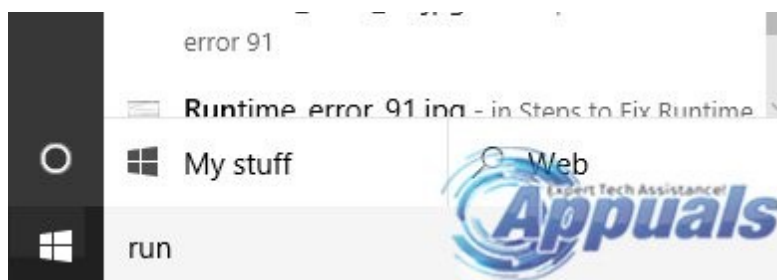 error 91
Runtime_error_91.jpg - in Steps to Fix Runtime
My stuff
Web
Expert Tech Assistance!
Appuals
run